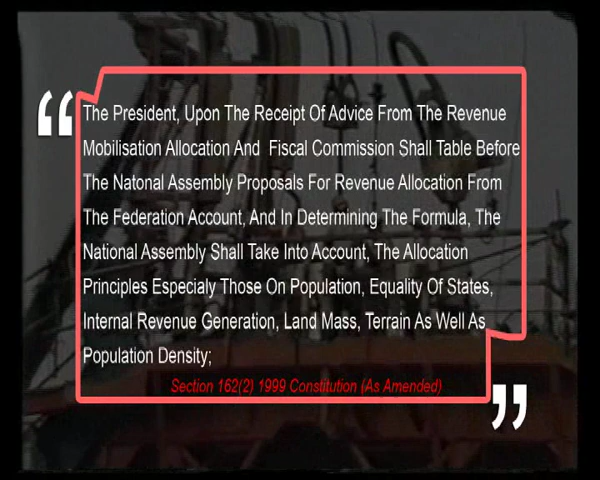 The President, Upon The Receipt Of Advice From The Revenue
Mobilisation Allocation And Fiscal Commission Shall Table Before
The Natonal Assembly Proposals For Revenue Allocation From
The Federation Account, And In Determining The Formula, The
National Assembly Shall Take Into Account, The Allocation
Principles Especialy Those On Population, Equality Of States,
Internal Revenue Generation, Land Mass, Terrain As Well As
Population Density;
Section 162(2) 1999 Constitution (As Amended)